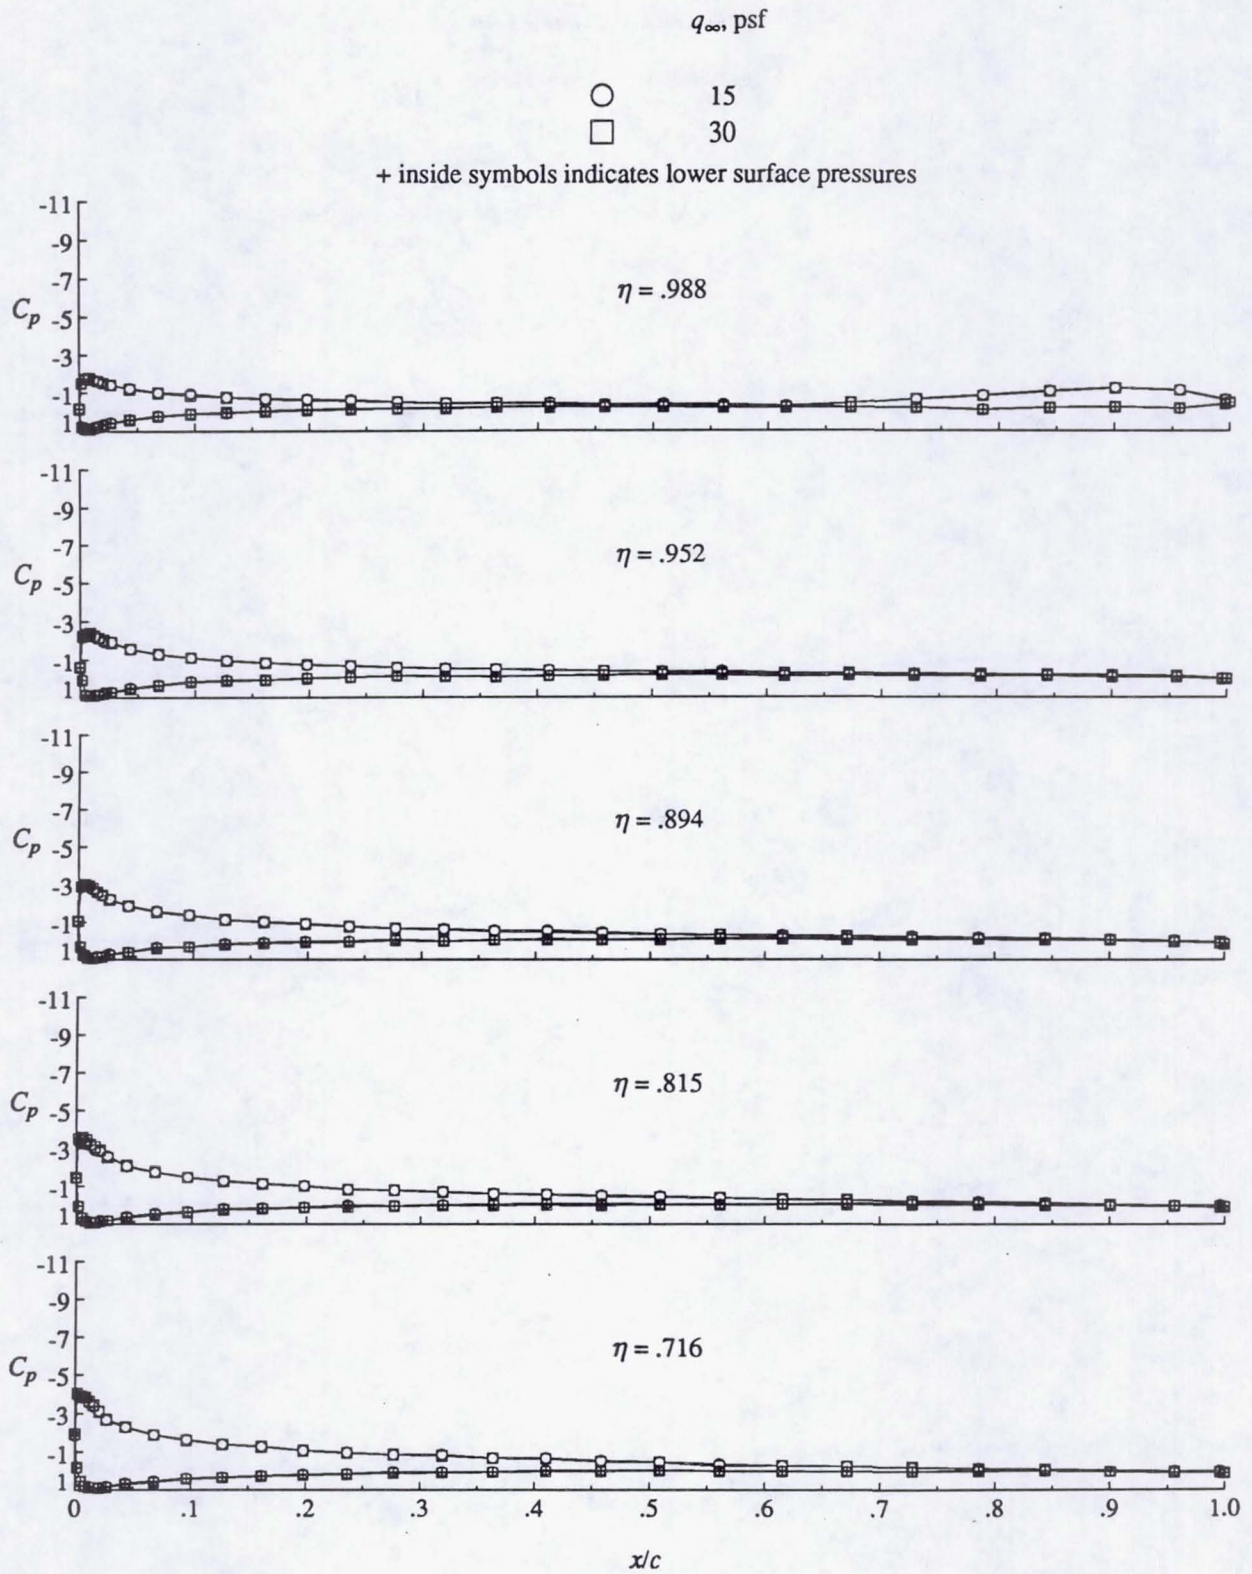 q∞, psf
○ 15
□ 30
+ inside symbols indicates lower surface pressures
-11
-9
-7
η = .988
Cp -5
-3
-1
1
-11
-9
-7
η = .952
Cp -5
-3
-1
1
-11
-9
-7
η = .894
Cp -5
-3
-1
1
-11
-9
-7
η = .815
Cp -5
-3
-1
1
-11
-9
-7
η = .716
Cp -5
-3
-1
1
0 .1 .2 .3 .4 .5 .6 .7 .8 .9 1.0
x/c